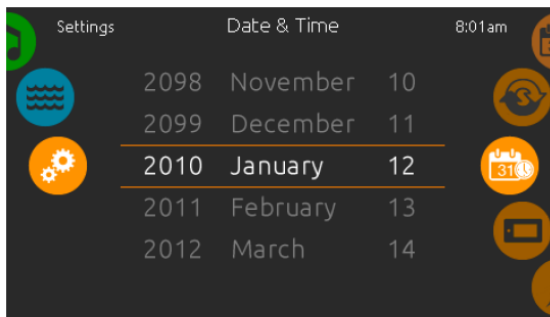 Settings Date & Time 8:01am
2098 November 10
2099 December 11
2010 January 12
2011 February 13
2012 March 14
31